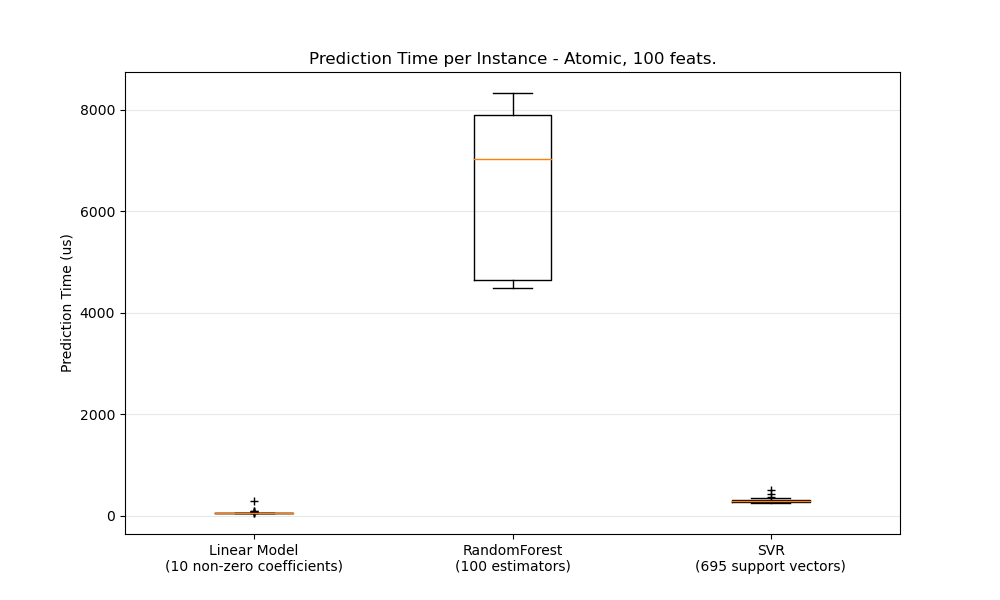 Prediction Time per Instance - Atomic, 100 feats.
Prediction Time (us)
8000
6000
4000
2000
0
Linear Model
(10 non-zero coefficients)
RandomForest
(100 estimators)
SVR
(695 support vectors)